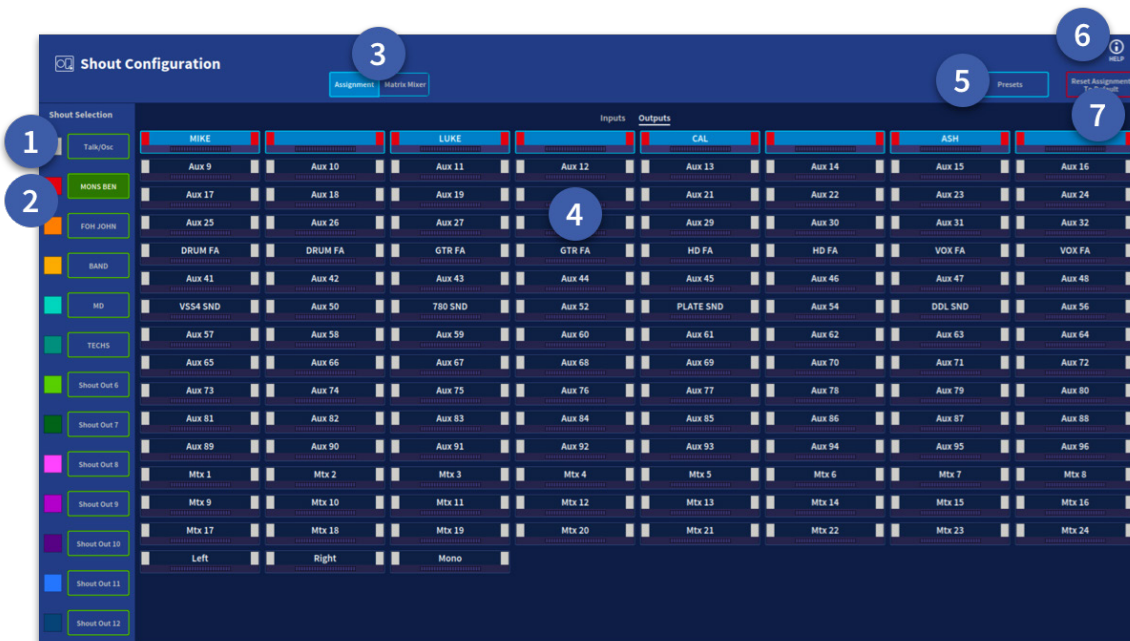 6
3
Shout Configuration
HELP
5
Assignment Matrix Mixer
Presets
Reset Assignment
To Default
7
Shout Selection
Inputs Outputs
1
Talk/Osc
MIKE LUKE CAL ASH
Aux 9 Aux 10 Aux 11 Aux 12 Aux 13 Aux 14 Aux 15 Aux 16
2
MONS BEN
Aux 17 Aux 18 Aux 19 Aux 21 Aux 22 Aux 23 Aux 24
4
FOH JOHN
Aux 25 Aux 26 Aux 27 Aux 29 Aux 30 Aux 31 Aux 32
DRUM FA DRUM FA GTR FA GTR FA HD FA HD FA VOX FA VOX FA
BAND
Aux 41 Aux 42 Aux 43 Aux 44 Aux 45 Aux 46 Aux 47 Aux 48
MD
VSS4 SND Aux 50 780 SND Aux 52 PLATE SND Aux 54 DDL SND Aux 56
Aux 57 Aux 58 Aux 59 Aux 60 Aux 61 Aux 62 Aux 63 Aux 64
TECHS
Aux 65 Aux 66 Aux 67 Aux 68 Aux 69 Aux 70 Aux 71 Aux 72
Shout Out 6
Aux 73 Aux 74 Aux 75 Aux 76 Aux 77 Aux 78 Aux 79 Aux 80
Shout Out 7
Aux 81 Aux 82 Aux 83 Aux 84 Aux 85 Aux 86 Aux 87 Aux 88
Aux 89 Aux 90 Aux 91 Aux 92 Aux 93 Aux 94 Aux 95 Aux 96
Shout Out 8
Mtx 1 Mtx 2 Mtx 3 Mtx 4 Mtx 5 Mtx 6 Mtx 7 Mtx 8
Shout Out 9
Mtx 9 Mtx 10 Mtx 11 Mtx 12 Mtx 13 Mtx 14 Mtx 15 Mtx 16
Mtx 17 Mtx 18 Mtx 19 Mtx 20 Mtx 21 Mtx 22 Mtx 23 Mtx 24
Shout Out 10
Left Right Mono
Shout Out 11
Shout Out 12